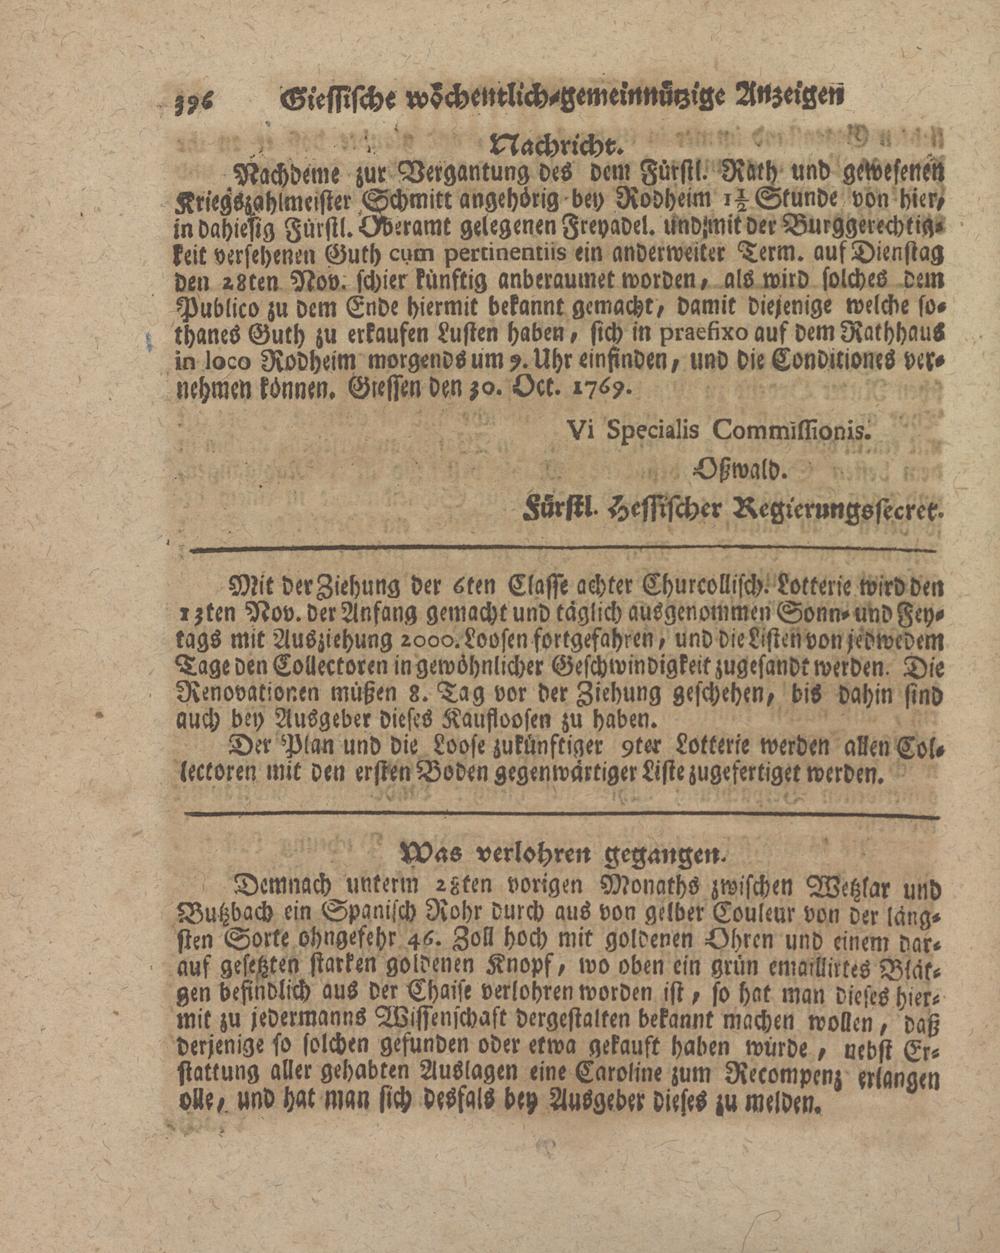 396 Giessische wöchentlich-gemeinnützige Anzeigen
Nachricht.
Nachdeme zur Vergantung des dem Fürstl. Rath und gewesenen
Kriegszahlmeister Schmitt angehörig bey Rodheim 1½ Stunde von hier,
in dahiesig Fürstl. Oberamt gelegenen Freyadel. und mit der Burggerechtig-
keit versehenen Guth cum pertinentiis ein anderweiter Term. auf Dienstag
den 28ten Nov. schier künftig anberaumet worden, als wird solches dem
Publico zu dem Ende hiermit bekannt gemacht, damit diejenige welche so-
thanes Guth zu erkaufen Lusten haben, sich in praefixo auf dem Rathhaus
in loco Rodheim morgends um 9. Uhr einfinden, und die Conditiones ver-
nehmen können. Giessen den 30. Oct. 1769.
Vi Specialis Commissionis.
Oßwald.
Fürstl. Hessischer Regierungssecret.
Mit der Ziehung der 6ten Classe achter Churcollisch. Lotterie wird den
13ten Nov. der Anfang gemacht und täglich ausgenommen Sonn- und Fey-
tags mit Ausziehung 2000. Loosen fortgefahren, und die Listen von jedwedem
Tage den Collectoren in gewöhnlicher Geschwindigkeit zugesandt werden. Die
Renovationen müßen 8. Tag vor der Ziehung geschehen, bis dahin sind
auch bey Ausgeber dieses Kaufloosen zu haben.
Der Plan und die Loose zukünftiger 9ter Lotterie werden allen Col-
lectoren mit den ersten Boden gegenwärtiger Liste zugefertiget werden.
Was verlohren gegangen.
Demnach unterm 28ten vorigen Monaths zwischen Wetzlar und
Butzbach ein Spanisch Rohr durch aus von gelber Couleur von der läng-
sten Sorte ohngefehr 46. Zoll hoch mit goldenen Ohren und einem dar-
auf gesetzten starken goldenen Knopf, wo oben ein grün emaillirtes Blät-
gen befindlich aus der Chaise verlohren worden ist, so hat man dieses hier-
mit zu jedermanns Wissenschaft dergestalten bekannt machen wollen, daß
derjenige so solchen gefunden oder etwa gekauft haben würde, nebst Er-
stattung aller gehabten Auslagen eine Caroline zum Recompenz erlangen
olle, und hat man sich desfals bey Ausgeber dieses zu melden.